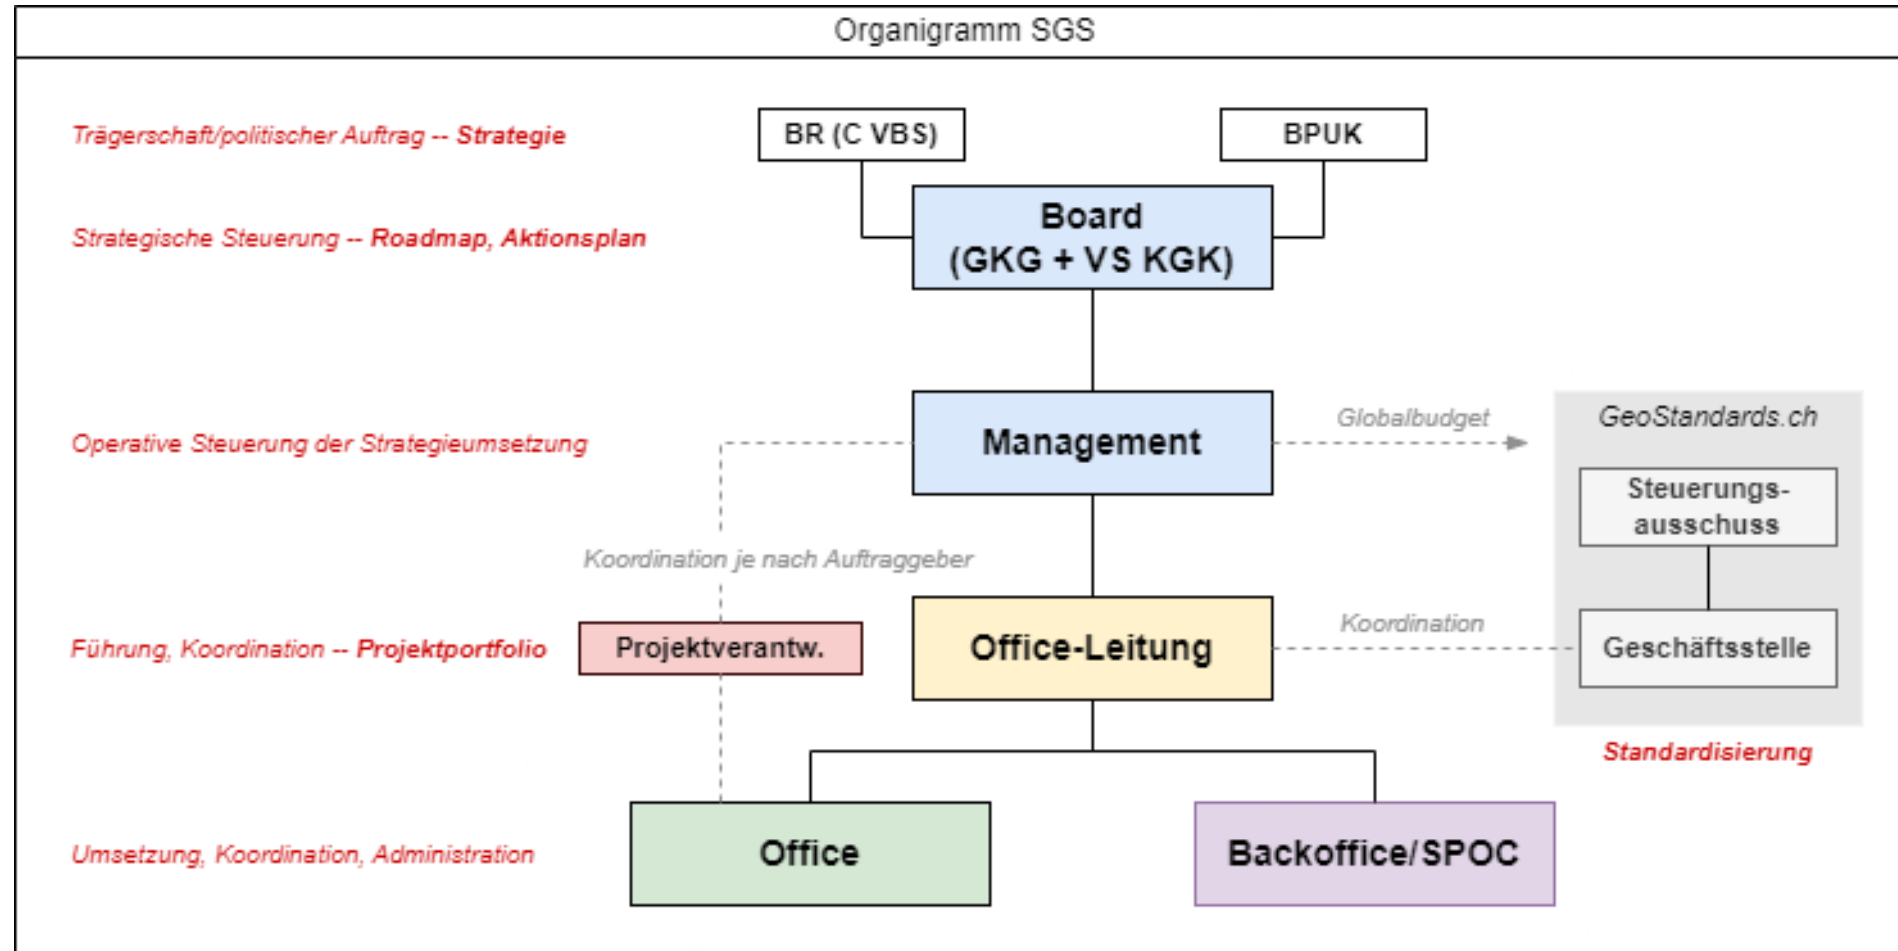 Organigramm SGS
Trägerschaft/politischer Auftrag -- Strategie
BR (C VBS)
BPUK
Strategische Steuerung -- Roadmap, Aktionsplan
Board
(GKG + VS KGK)
Operative Steuerung der Strategieumsetzung
Management
Globalbudget
GeoStandards.ch
Steuerungs-
ausschuss
Koordination je nach Auftraggeber
Führung, Koordination -- Projektportfolio
Projektverantw.
Office-Leitung
Koordination
Geschäftsstelle
Standardisierung
Umsetzung, Koordination, Administration
Office
Backoffice/SPOC